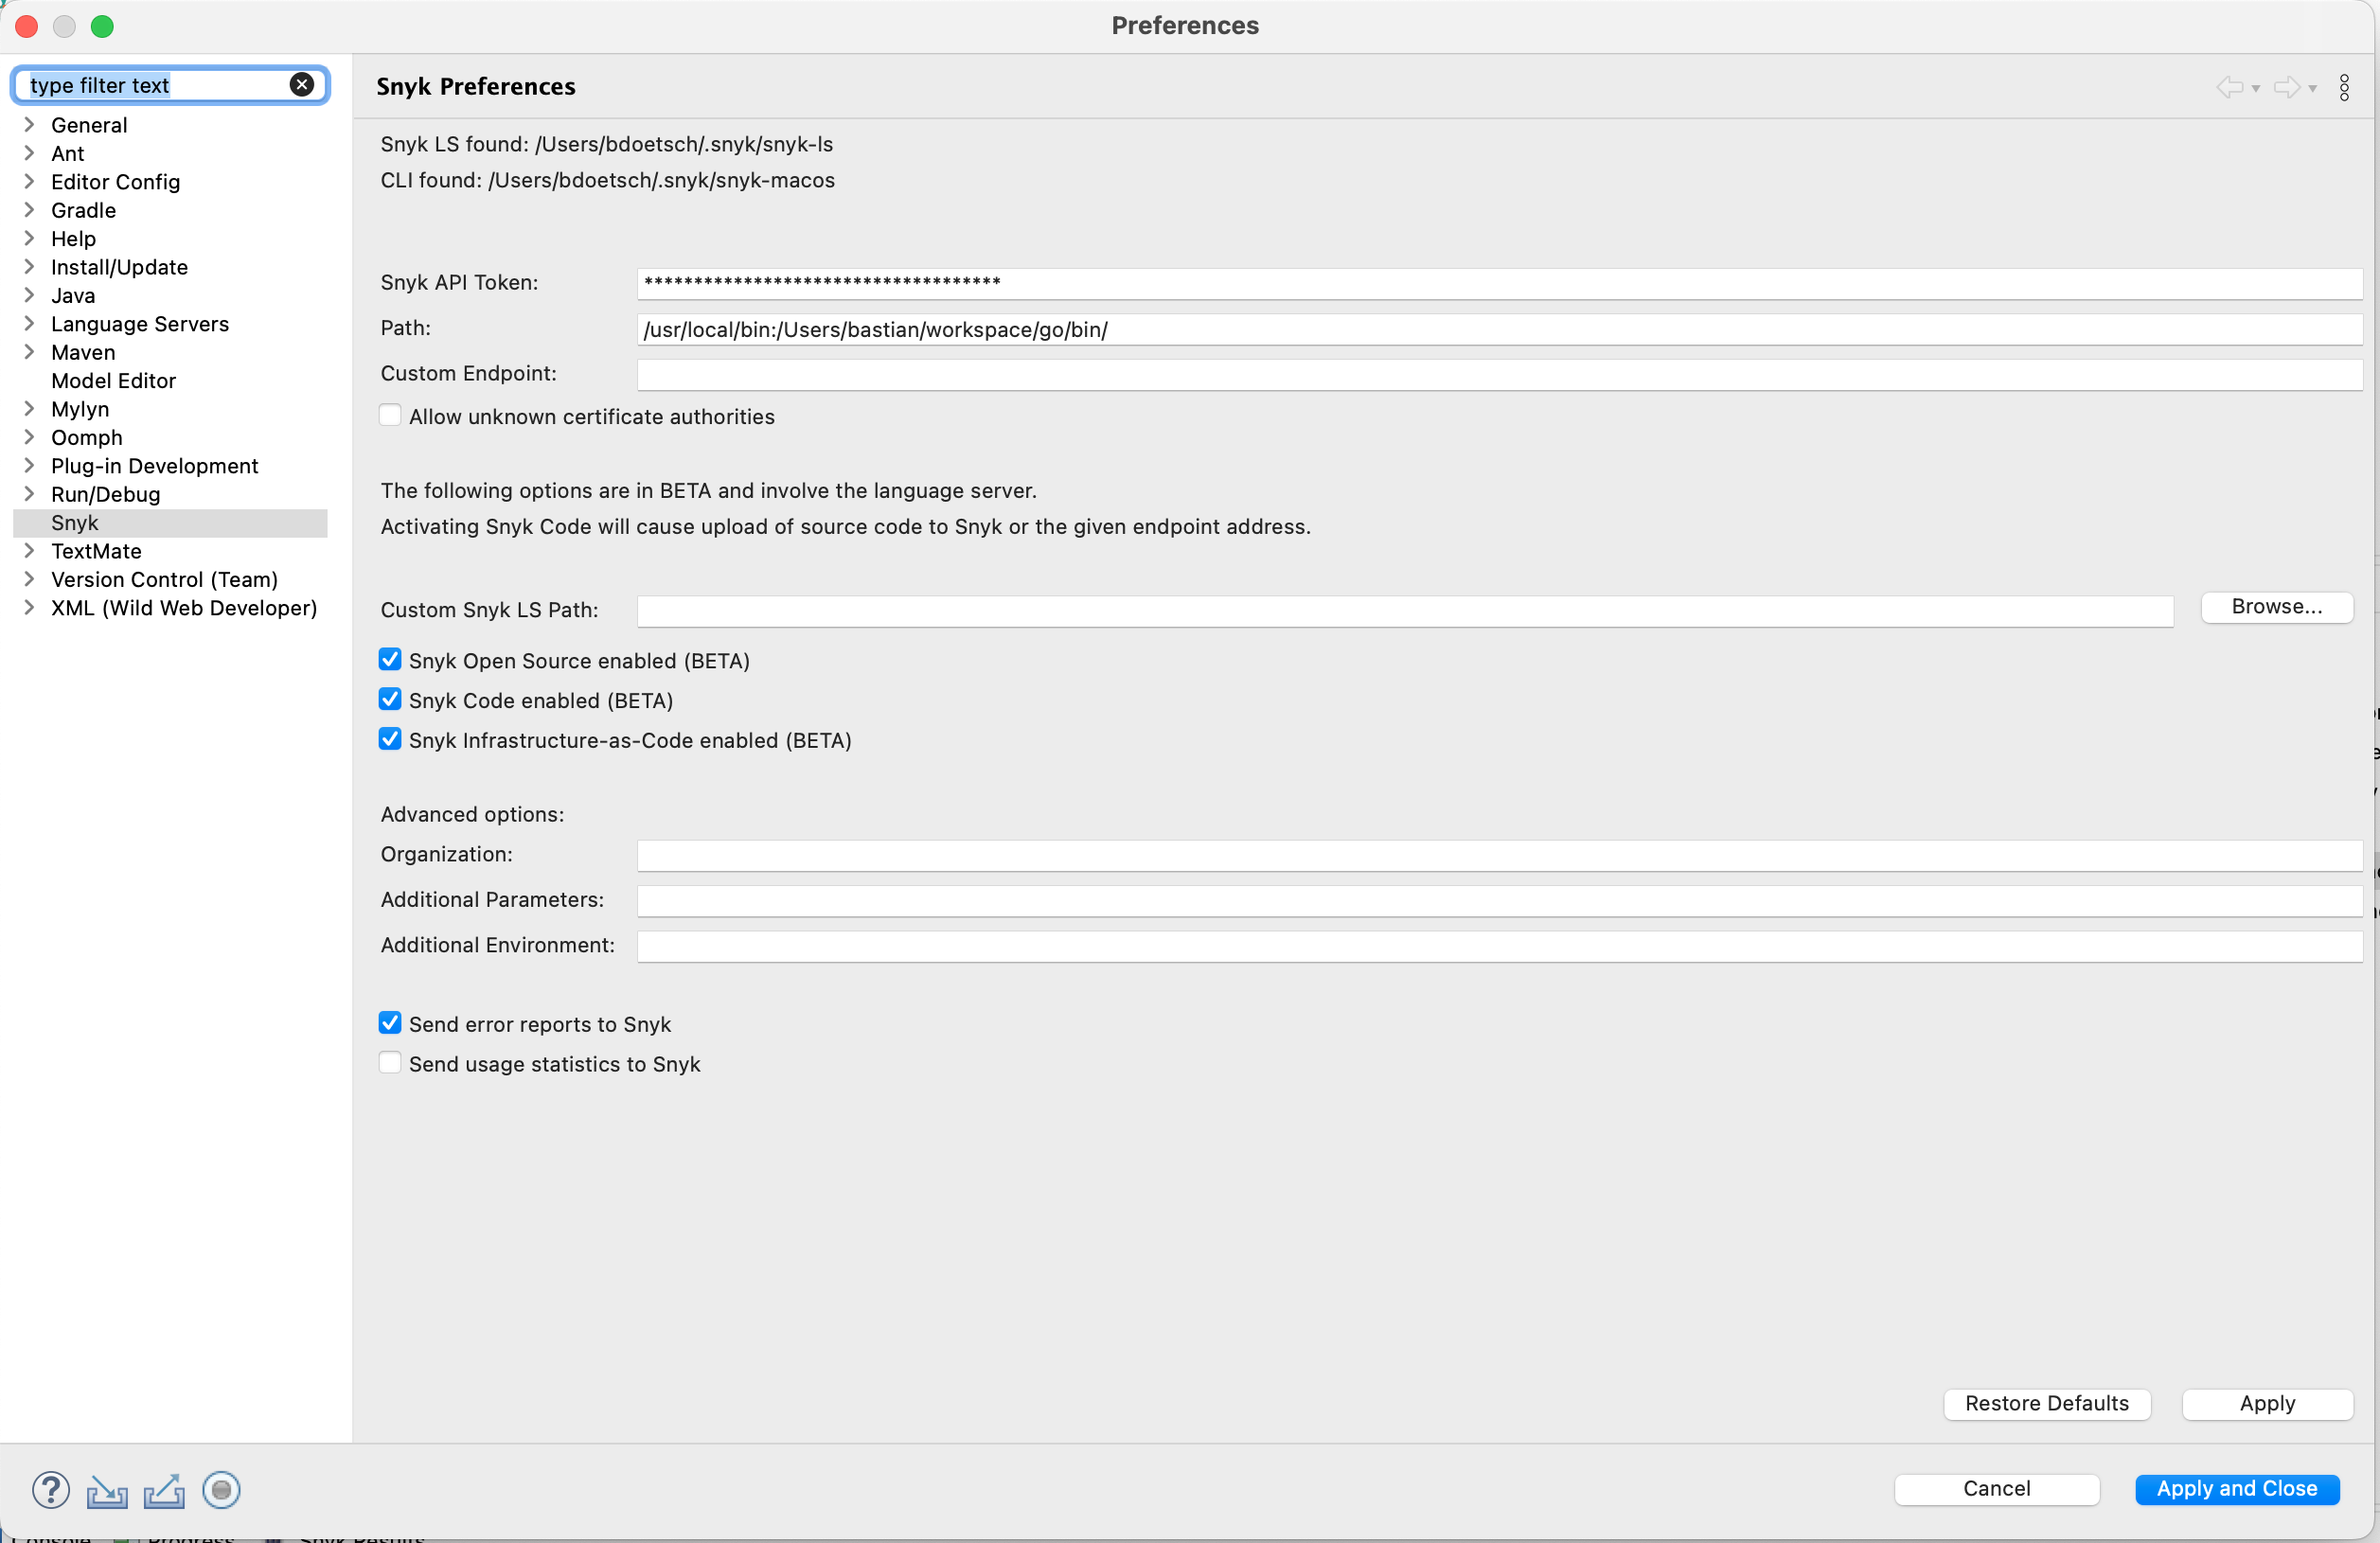 Preferences
type filter text
General
Ant
Editor Config
Gradle
Help
Install/Update
Java
Language Servers
Maven
Model Editor
Mylyn
Oomph
Plug-in Development
Run/Debug
Snyk
TextMate
Version Control (Team)
XML (Wild Web Developer)
Snyk Preferences
Snyk LS found: /Users/bdoetsch/.snyk/snyk-ls
CLI found: /Users/bdoetsch/.snyk/snyk-macos
Snyk API Token: ************************************
Path: /usr/local/bin:/Users/bastian/workspace/go/bin/
Custom Endpoint:
Allow unknown certificate authorities
The following options are in BETA and involve the language server.
Activating Snyk Code will cause upload of source code to Snyk or the given endpoint address.
Custom Snyk LS Path: Browse...
Snyk Open Source enabled (BETA)
Snyk Code enabled (BETA)
Snyk Infrastructure-as-Code enabled (BETA)
Advanced options:
Organization:
Additional Parameters:
Additional Environment:
Send error reports to Snyk
Send usage statistics to Snyk
Restore Defaults Apply
Cancel Apply and Close
Console Progress Snyk Results